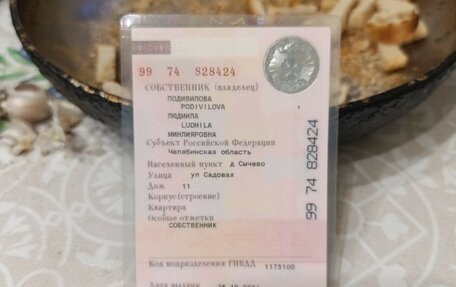 99 74 828424
СОБСТВЕННИК (владелец)
ПОДИВИЛОВА
PODIVILOVA
ЛЮДМИЛА
LUDMILA
МИНЛИЯРОВНА
Субъект Российской Федерации
Челябинская область
Населенный пункт д Сычево
Улица ул Садовая
Дом 11
Корпус(строение)
Квартира
Особые отметки
СОБСТВЕННИК
Код подразделения ГИБДД 1175100
Дата выдачи
99 74 828424